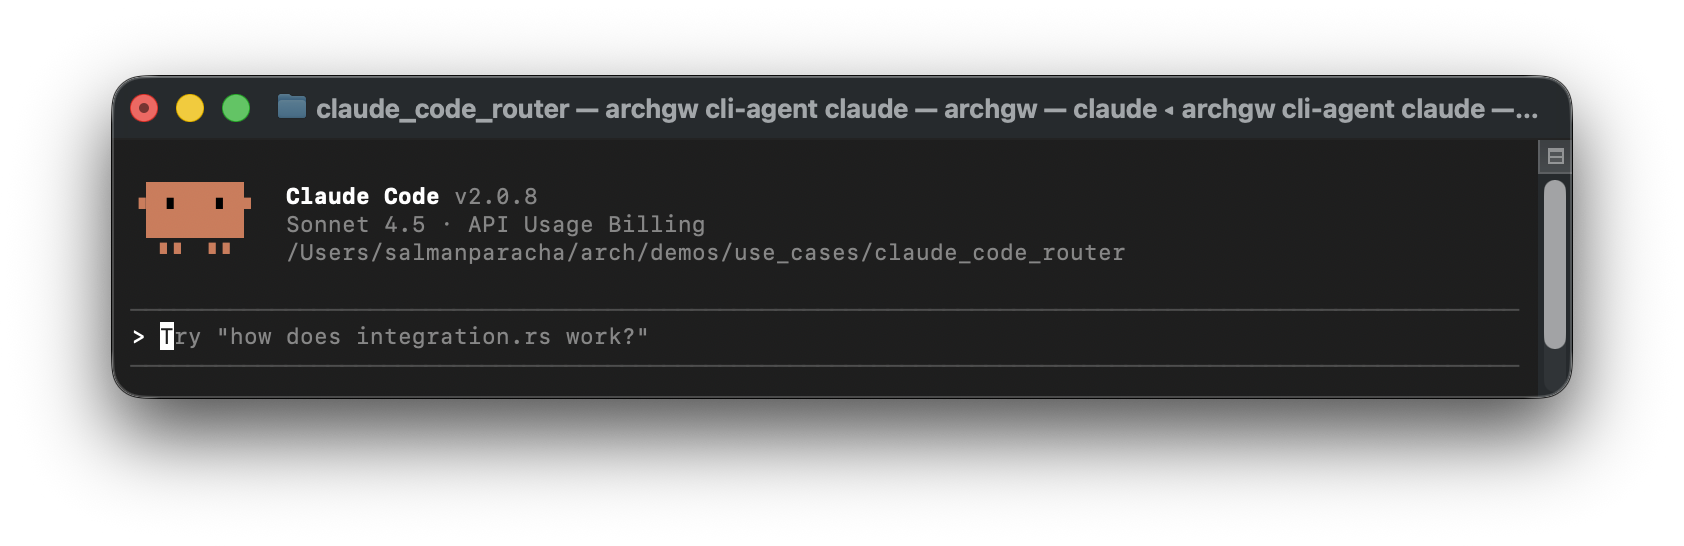 claude_code_router — archgw cli-agent claude — archgw — claude ◂ archgw cli-agent claude —...
Claude Code v2.0.8
Sonnet 4.5 · API Usage Billing
/Users/salmanparacha/arch/demos/use_cases/claude_code_router
> Try "how does integration.rs work?"